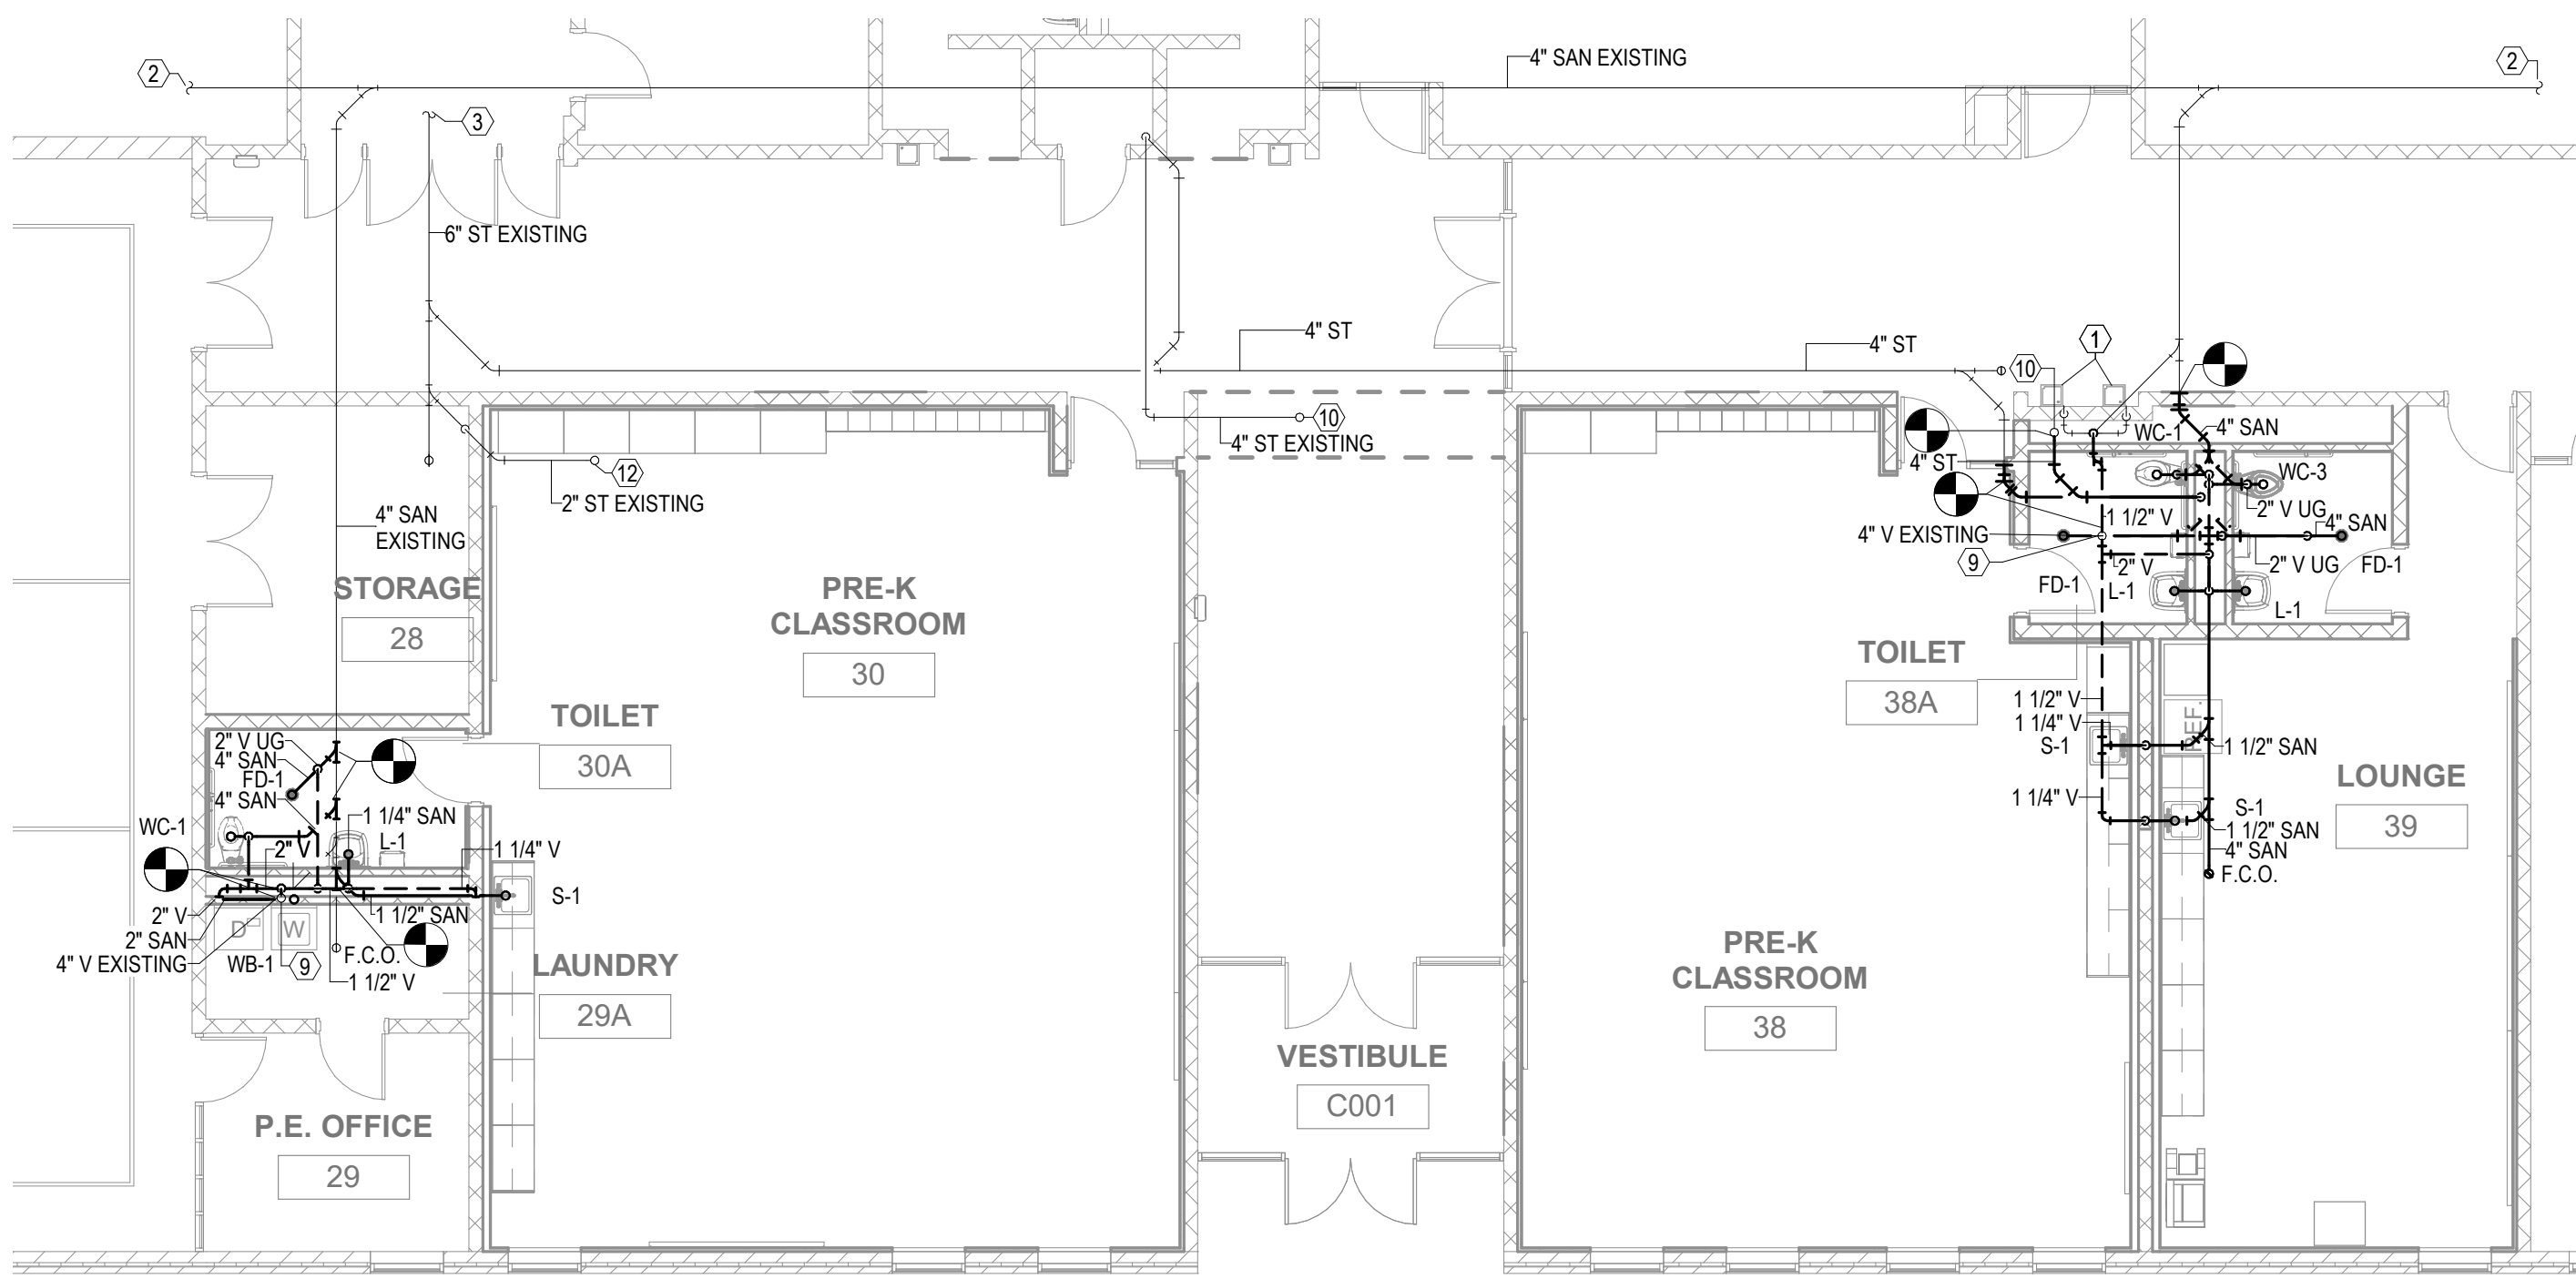 4" SAN EXISTING
2
2
3
6" ST EXISTING
4" ST
4" ST
1
10
10
4" ST EXISTING
WC-1
4" SAN
4" ST
WC-3
12
2" ST EXISTING
2" V UG
4" SAN
EXISTING
1 1/2" V
4" SAN
4" V EXISTING
9
2" V
2" V UG
FD-1
FD-1
L-1
L-1
STORAGE
28
PRE-K
CLASSROOM
30
TOILET
38A
TOILET
30A
1 1/2" V
1 1/4" V
S-1
REF.
1 1/2" SAN
2" V UG
4" SAN
FD-1
4" SAN
LOUNGE
39
1 1/4" V
S-1
1 1/2" SAN
4" SAN
F.C.O.
WC-1
1 1/4" SAN
L-1
2" V
1 1/4" V
S-1
2" V
2" SAN
4" V EXISTING
1 1/2" SAN
D
W
WB-1
9
F.C.O.
1 1/2" V
LAUNDRY
29A
PRE-K
CLASSROOM
38
VESTIBULE
C001
P.E. OFFICE
29